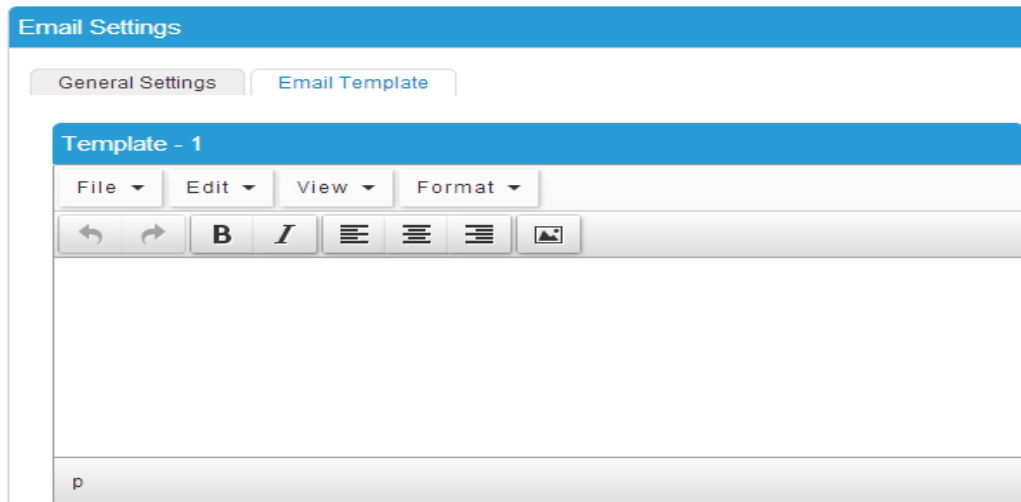 Email Settings
General Settings Email Template
Template - 1
File Edit View Format
B I
p